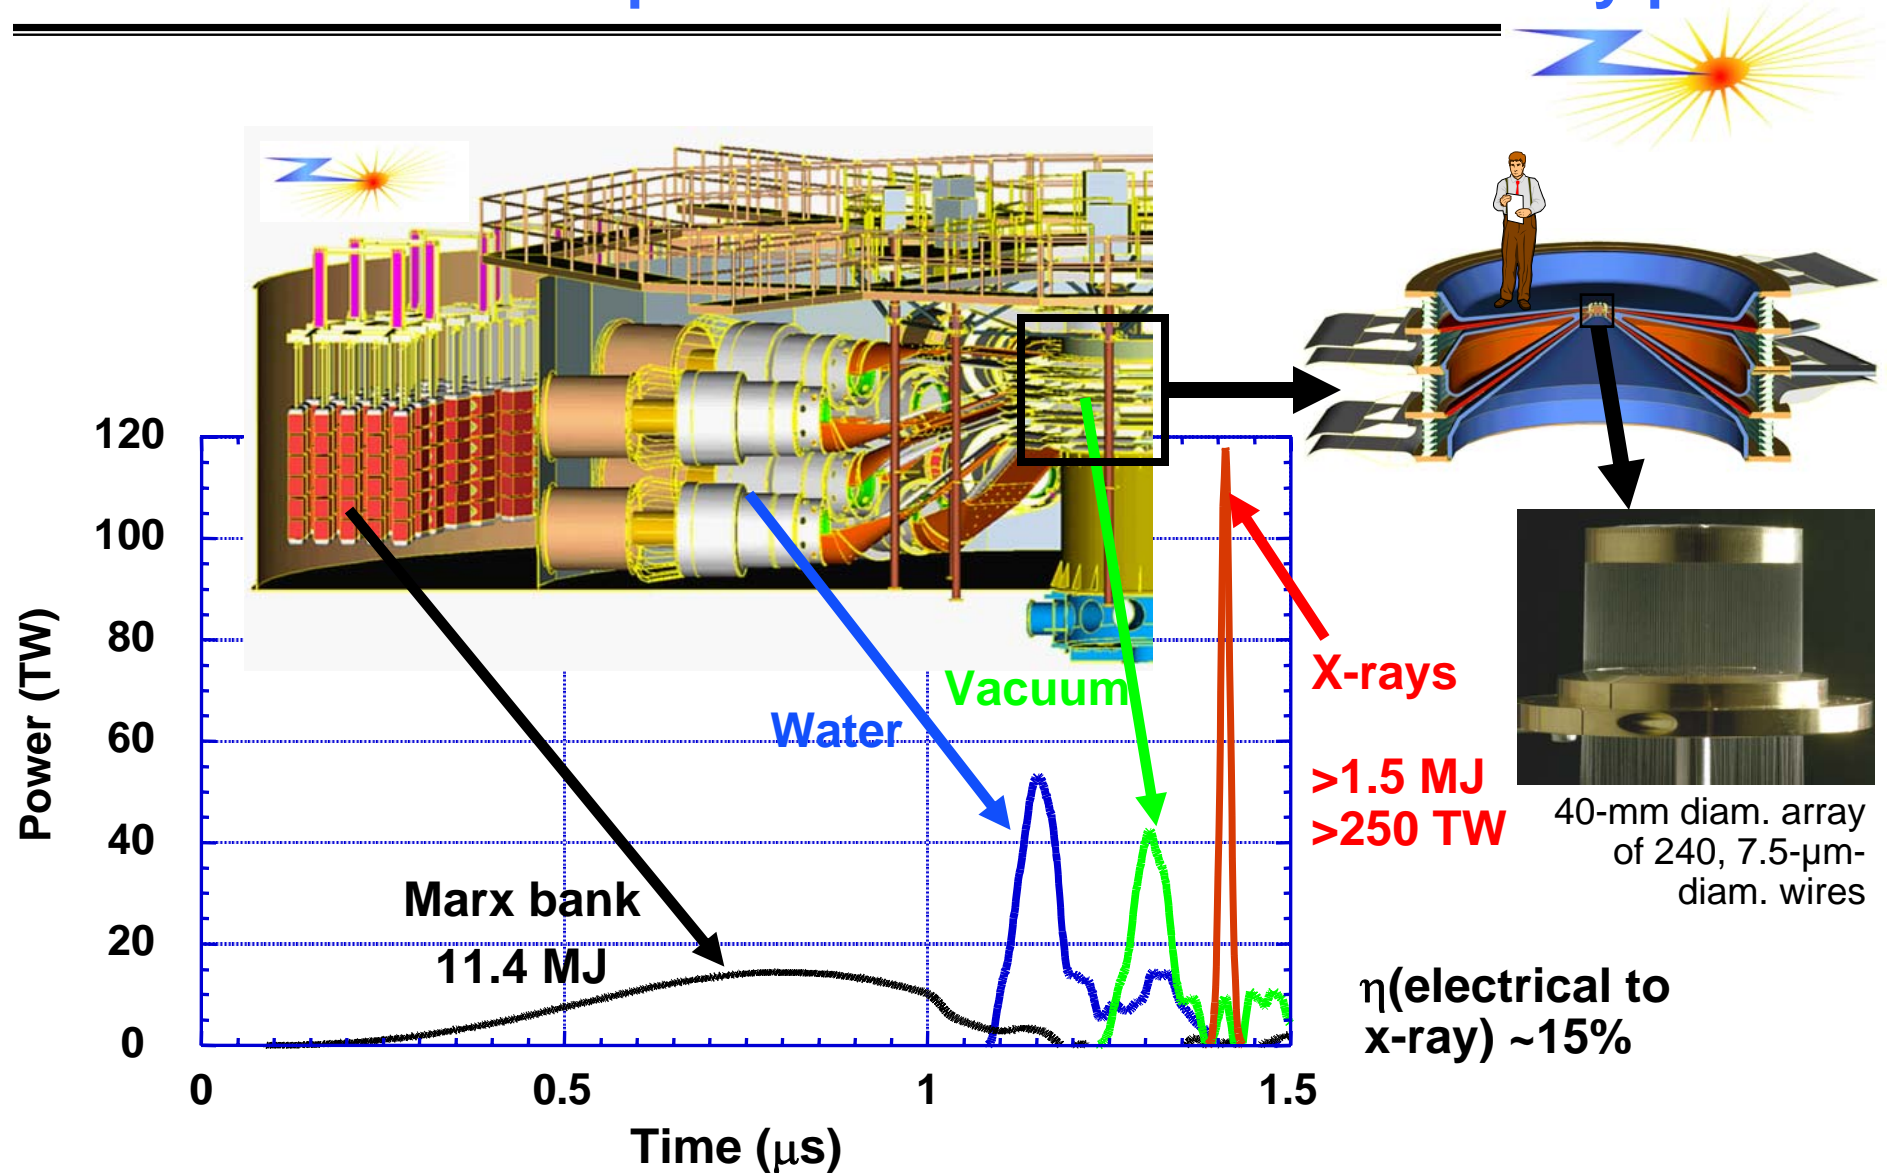 120
100
80
60
40
20
0
Power (TW)
0
0.5
1
1.5
Time (μs)
Marx bank
11.4 MJ
Water
Vacuum
X-rays
>1.5 MJ
>250 TW
40-mm diam. array
of 240, 7.5-µm-
diam. wires
η(electrical to
x-ray) ~15%